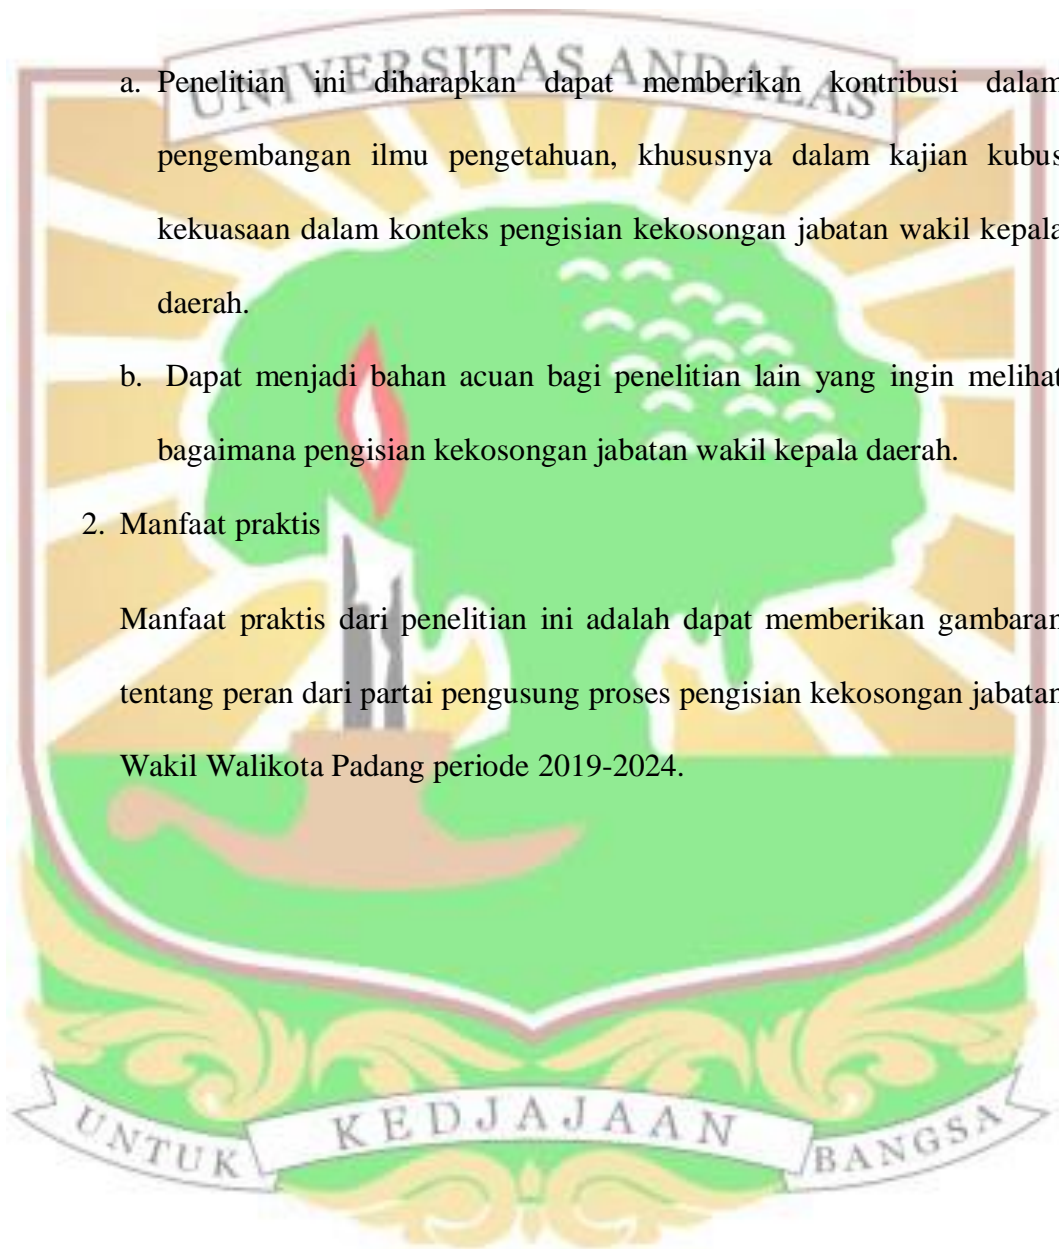 UNIVERSITAS ANDALAS
a. Penelitian ini diharapkan dapat memberikan kontribusi dalam
pengembangan ilmu pengetahuan, khususnya dalam kajian kubus
kekuasaan dalam konteks pengisian kekosongan jabatan wakil kepala
daerah.
b. Dapat menjadi bahan acuan bagi penelitian lain yang ingin melihat
bagaimana pengisian kekosongan jabatan wakil kepala daerah.
2. Manfaat praktis
Manfaat praktis dari penelitian ini adalah dapat memberikan gambaran
tentang peran dari partai pengusung proses pengisian kekosongan jabatan
Wakil Walikota Padang periode 2019-2024.
UNTUK KEDJAJAAN BANGSA